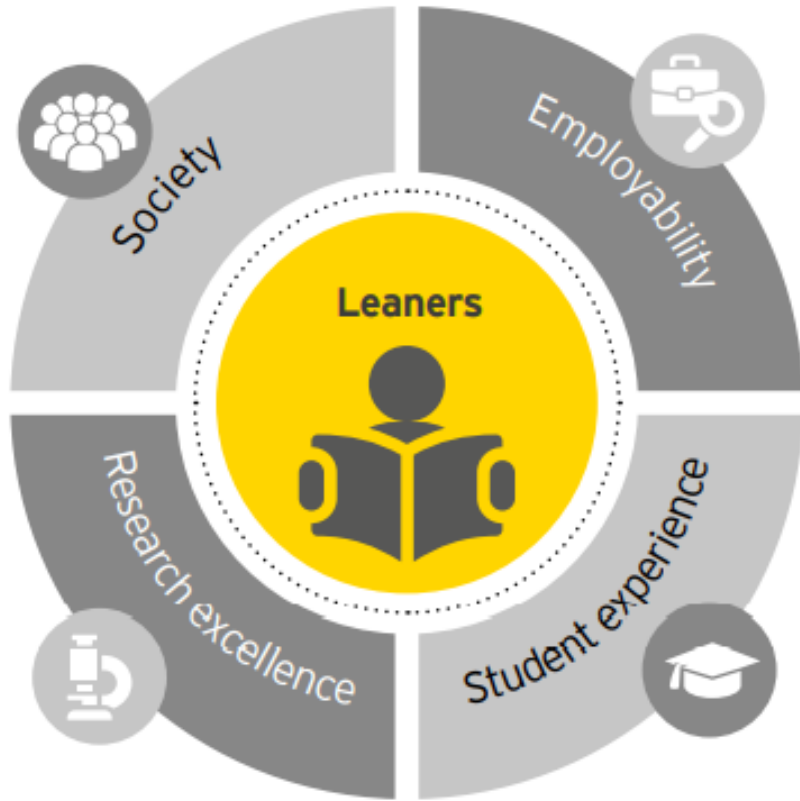 Society
Employability
Leaners
Research excellence
Student experience